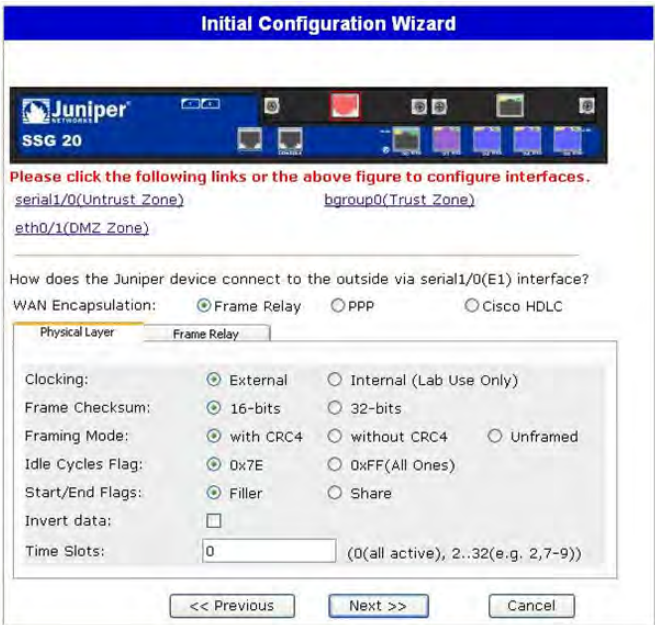 Initial Configuration Wizard
Juniper
NETWORKS
SSG 20
CONSOLE
Please click the following links or the above figure to configure interfaces.
serial1/0(Untrust Zone) bgroup0(Trust Zone)
eth0/1(DMZ Zone)
How does the Juniper device connect to the outside via serial1/0(E1) interface?
WAN Encapsulation: Frame Relay PPP Cisco HDLC
Physical Layer Frame Relay
Clocking: External Internal (Lab Use Only)
Frame Checksum: 16-bits 32-bits
Framing Mode: with CRC4 without CRC4 Unframed
Idle Cycles Flag: 0x7E 0xFF(All Ones)
Start/End Flags: Filler Share
Invert data:
Time Slots: 0 (0(all active), 2..32(e.g. 2,7-9))
<< Previous Next >> Cancel